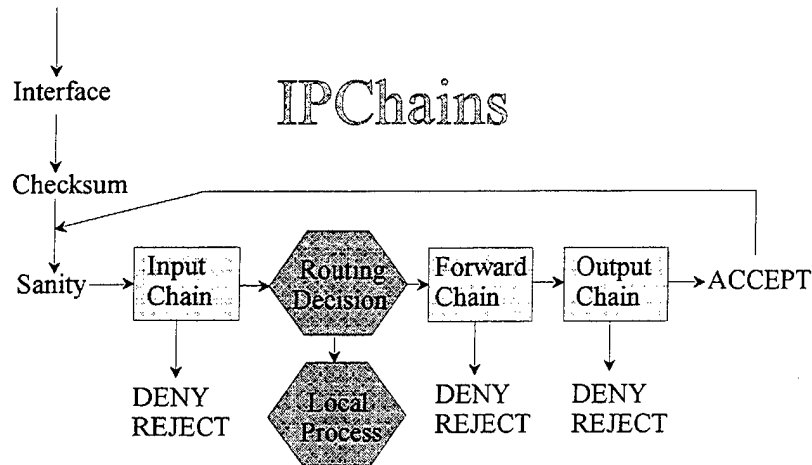 IPChains
Interface
Checksum
Sanity
Input
Chain
Routing
Decision
Forward
Chain
Output
Chain
ACCEPT
DENY
REJECT
Local
Process
DENY
REJECT
DENY
REJECT